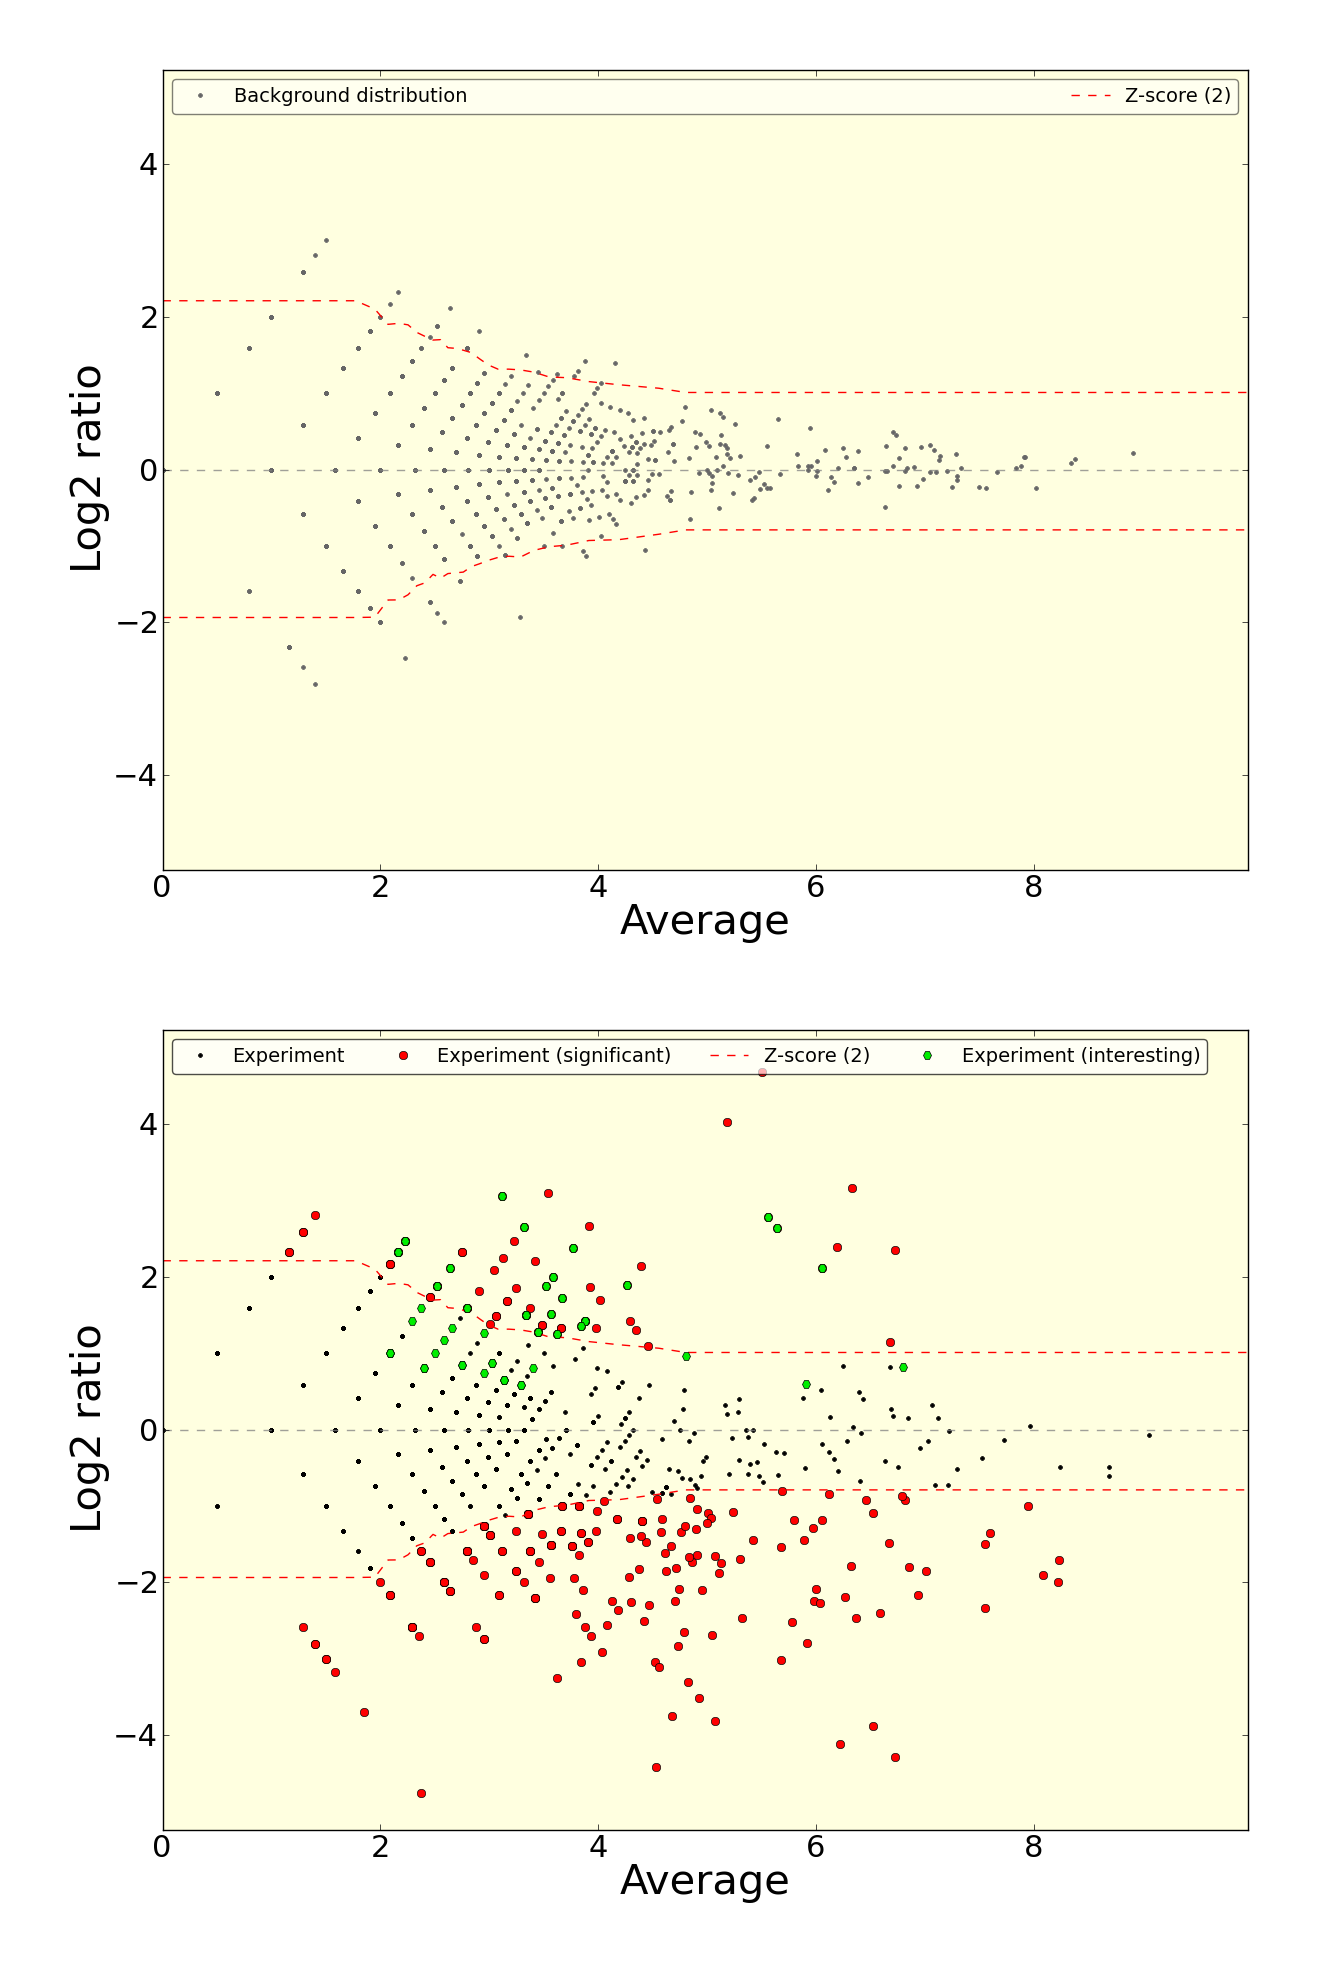 Background distribution Z-score (2)
4
2
0
−2
−4
Log2 ratio
0 2 4 6 8
Average
Experiment Experiment (significant) Z-score (2) Experiment (interesting)
4
2
0
−2
−4
Log2 ratio
0 2 4 6 8
Average